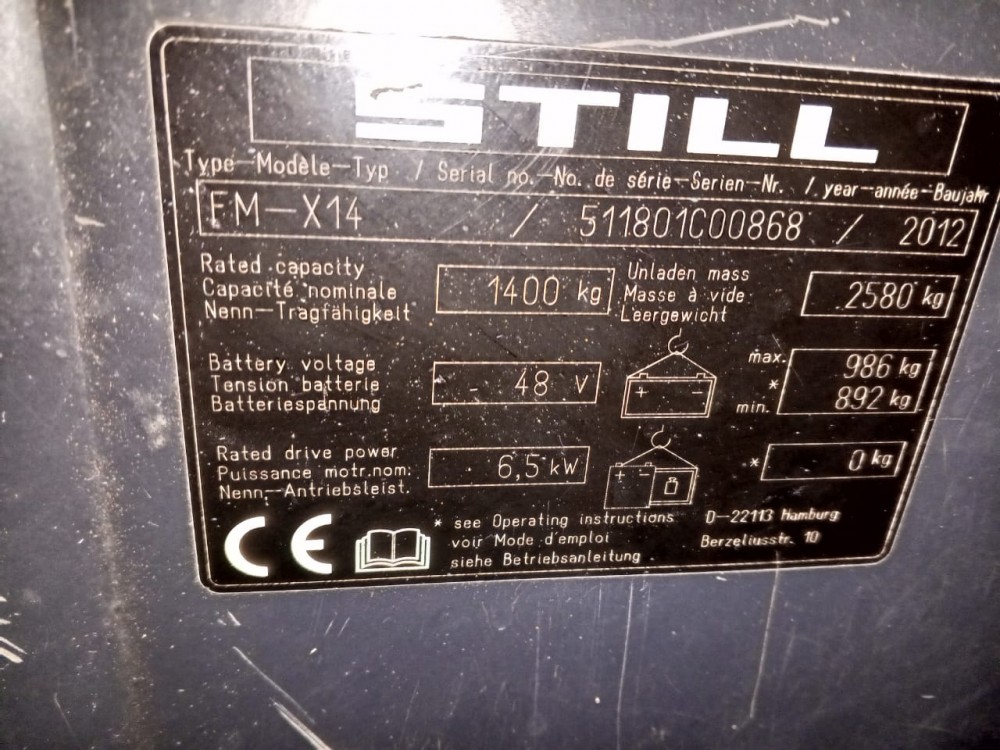 STILL
Type-Modèle-Typ / Serial no.-No. de série-Serien-Nr. / year-année-Baujahr
FM-X14 / 511801C00868 / 2012
Rated capacity
Capacité nominale
Nenn-Tragfähigkeit
1400 kg
Unladen mass
Masse à vide
Leergewicht
2580 kg
Battery voltage
Tension batterie
Batteriespannung
48 V
+ -
max.
*
min.
986 kg
892 kg
Rated drive power
Puissance motr.nom:
Nenn.-Antriebsleist.
6,5 kW
+ -
*
0 kg
CE
* see Operating instructions
voir Mode d'emploi
siehe Betriebsanleitung
D-22113 Hamburg
Berzeliusstr. 10